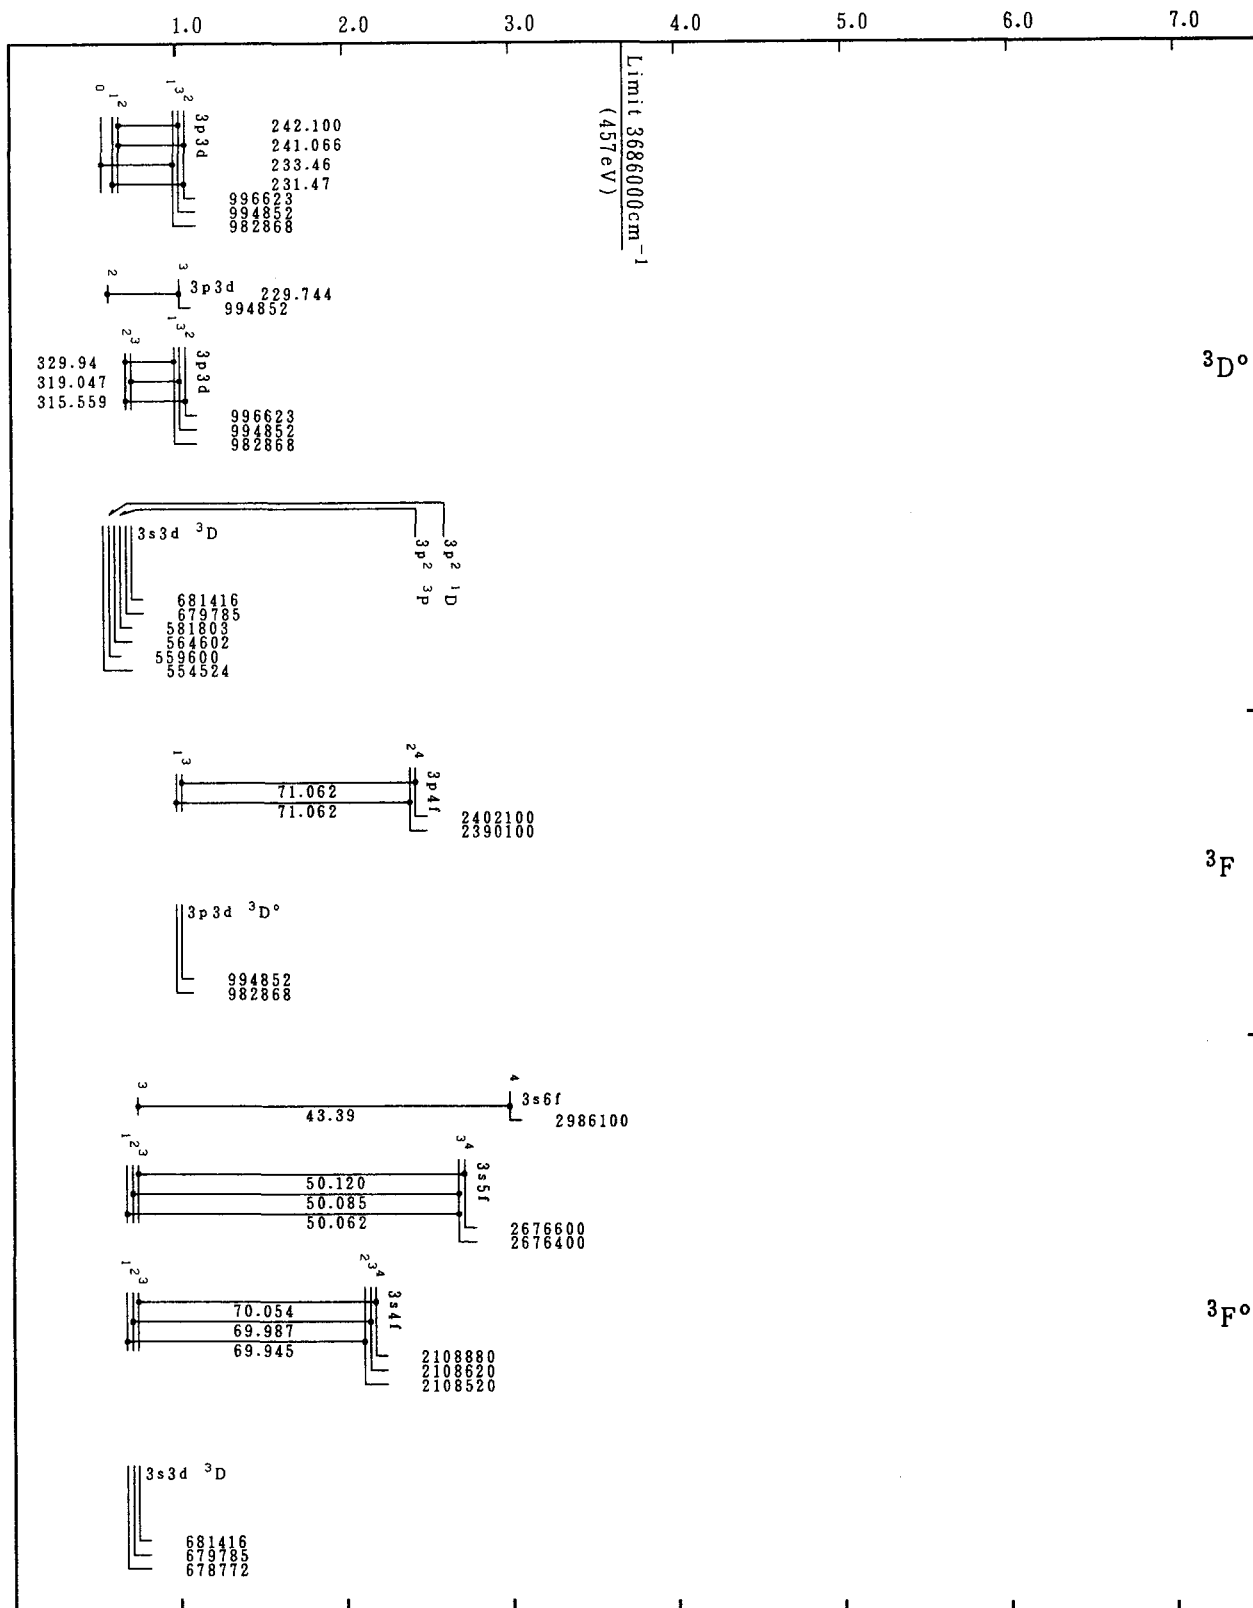 1.0 2.0 3.0 4.0 5.0 6.0 7.0
Limit 3686000cm⁻¹
(457eV)
0 1 2
1 3 2
3p3d
242.100
241.066
233.46
231.47
996623
994852
982868
2
3
3p3d 229.744
994852
2 3
1 3 2
3p3d
329.94
319.047
315.559
996623
994852
982868
³D°
3p² ³P
3p² ¹D
3s3d ³D
681416
679785
581803
564602
559600
554524
1 3
2 4
3p4f
71.062
71.062
2402100
2390100
³F
3p3d ³D°
994852
982868
3
4
3s6f
43.39
2986100
1 2 3
3 4
3s5f
50.120
50.085
50.062
2676600
2676400
1 2 3
2 3 4
3s4f
70.054
69.987
69.945
2108880
2108620
2108520
³F°
3s3d ³D
681416
679785
678772